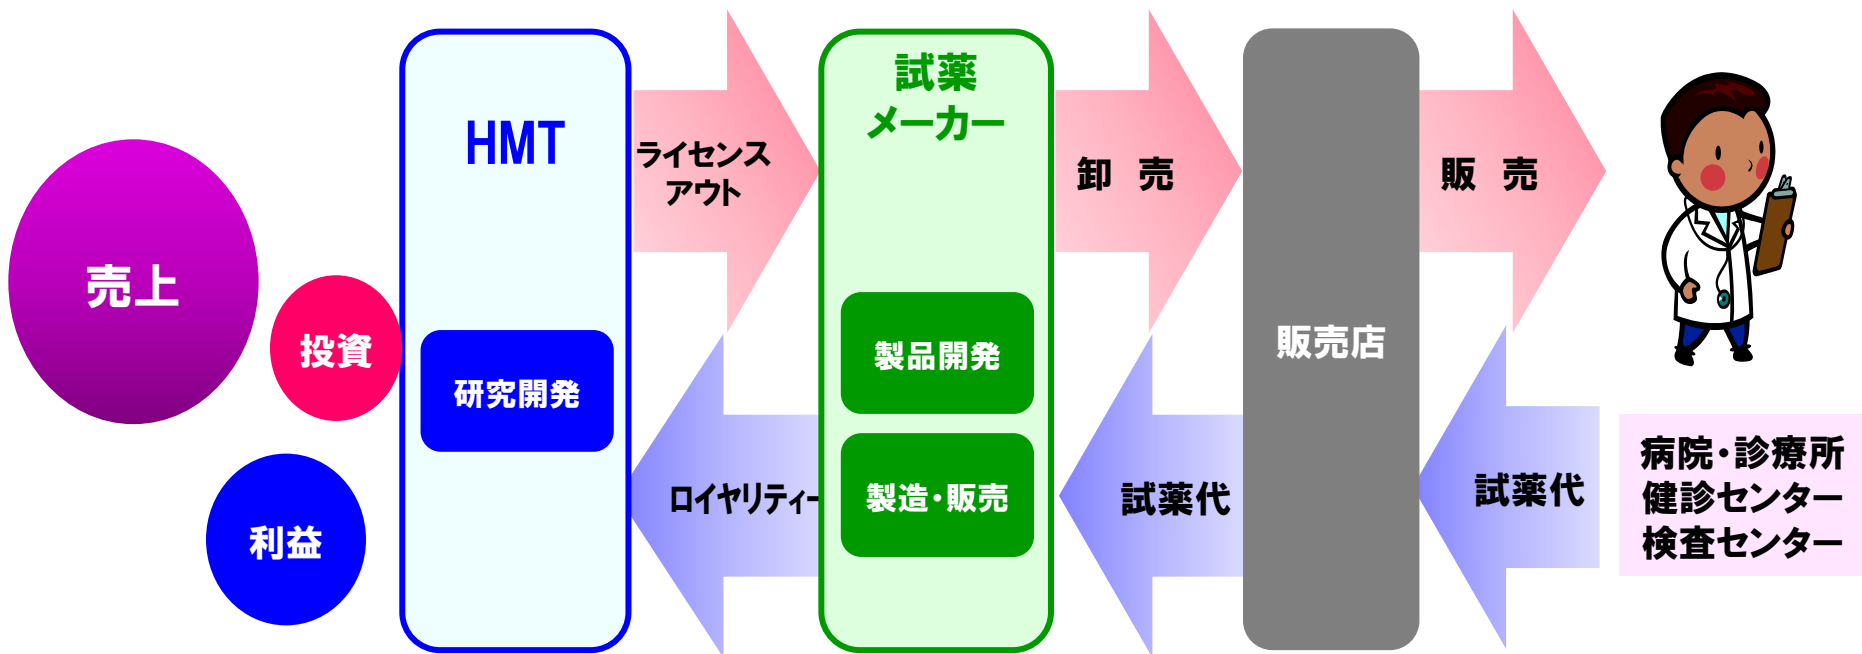 売上
投資
利益
HMT
研究開発
ライセンス
アウト
ロイヤリティー
試薬
メーカー
製品開発
製造・販売
卸 売
試薬代
販売店
販 売
試薬代
病院・診療所
健診センター
検査センター